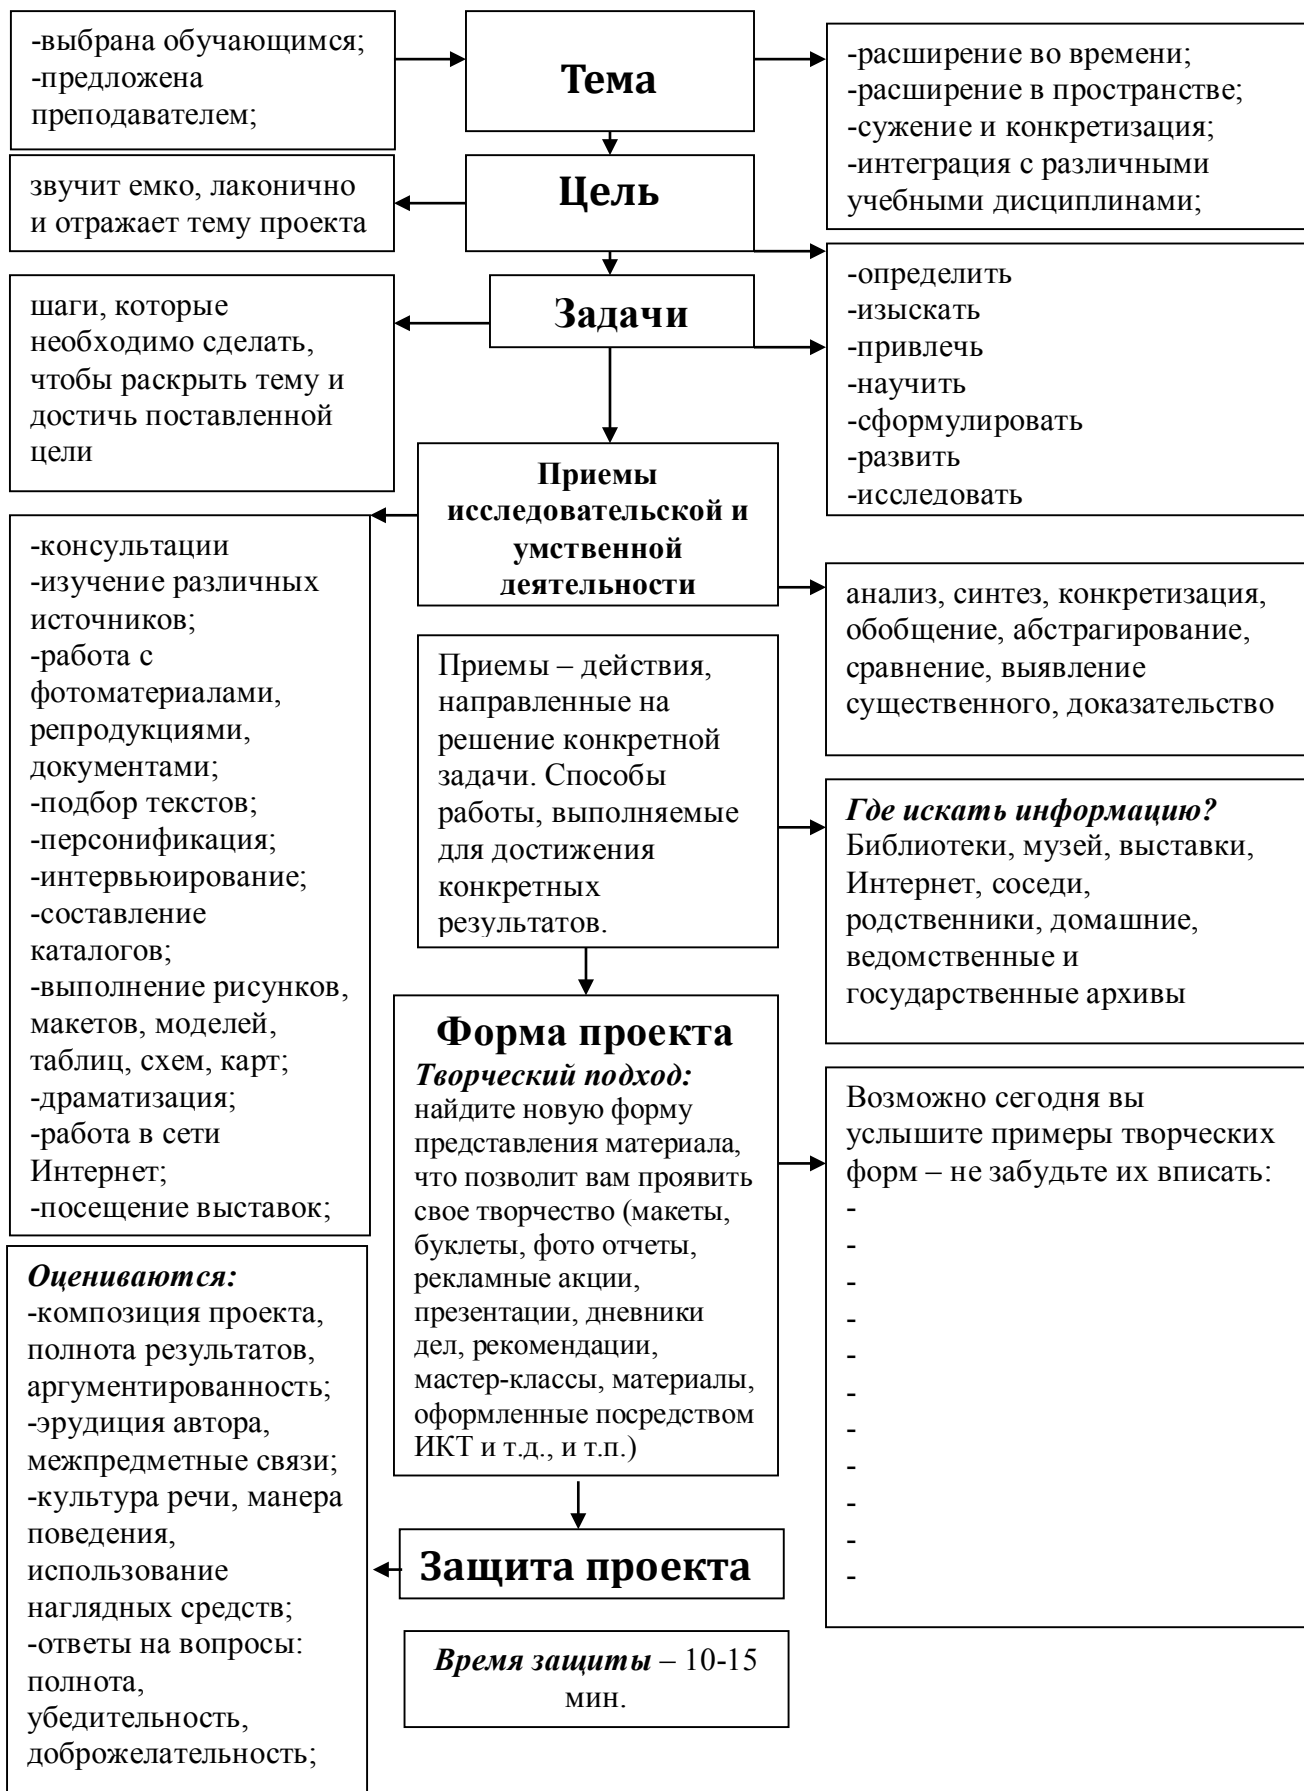 -выбрана обучающимся;
-предложена
преподавателем;
Тема
-расширение во времени;
-расширение в пространстве;
-сужение и конкретизация;
-интеграция с различными
учебными дисциплинами;
звучит емко, лаконично
и отражает тему проекта
Цель
шаги, которые
необходимо сделать,
чтобы раскрыть тему и
достичь поставленной
цели
Задачи
-определить
-изыскать
-привлечь
-научить
-сформулировать
-развить
-исследовать
Приемы
исследовательской и
умственной
деятельности
-консультации
-изучение различных
источников;
-работа с
фотоматериалами,
репродукциями,
документами;
-подбор текстов;
-персонификация;
-интервьюирование;
-составление
каталогов;
-выполнение рисунков,
макетов, моделей,
таблиц, схем, карт;
-драматизация;
-работа в сети
Интернет;
-посещение выставок;
анализ, синтез, конкретизация,
обобщение, абстрагирование,
сравнение, выявление
существенного, доказательство
Приемы – действия,
направленные на
решение конкретной
задачи. Способы
работы, выполняемые
для достижения
конкретных
результатов.
Где искать информацию?
Библиотеки, музей, выставки,
Интернет, соседи,
родственники, домашние,
ведомственные и
государственные архивы
Форма проекта
Творческий подход:
найдите новую форму
представления материала,
что позволит вам проявить
свое творчество (макеты,
буклеты, фото отчеты,
рекламные акции,
презентации, дневники
дел, рекомендации,
мастер-классы, материалы,
оформленные посредством
ИКТ и т.д., и т.п.)
Возможно сегодня вы
услышите примеры творческих
форм – не забудьте их вписать:
-
-
-
-
-
-
-
-
-
-
-
Оцениваются:
-композиция проекта,
полнота результатов,
аргументированность;
-эрудиция автора,
межпредметные связи;
-культура речи, манера
поведения,
использование
наглядных средств;
-ответы на вопросы:
полнота,
убедительность,
доброжелательность;
Защита проекта
Время защиты – 10-15
мин.